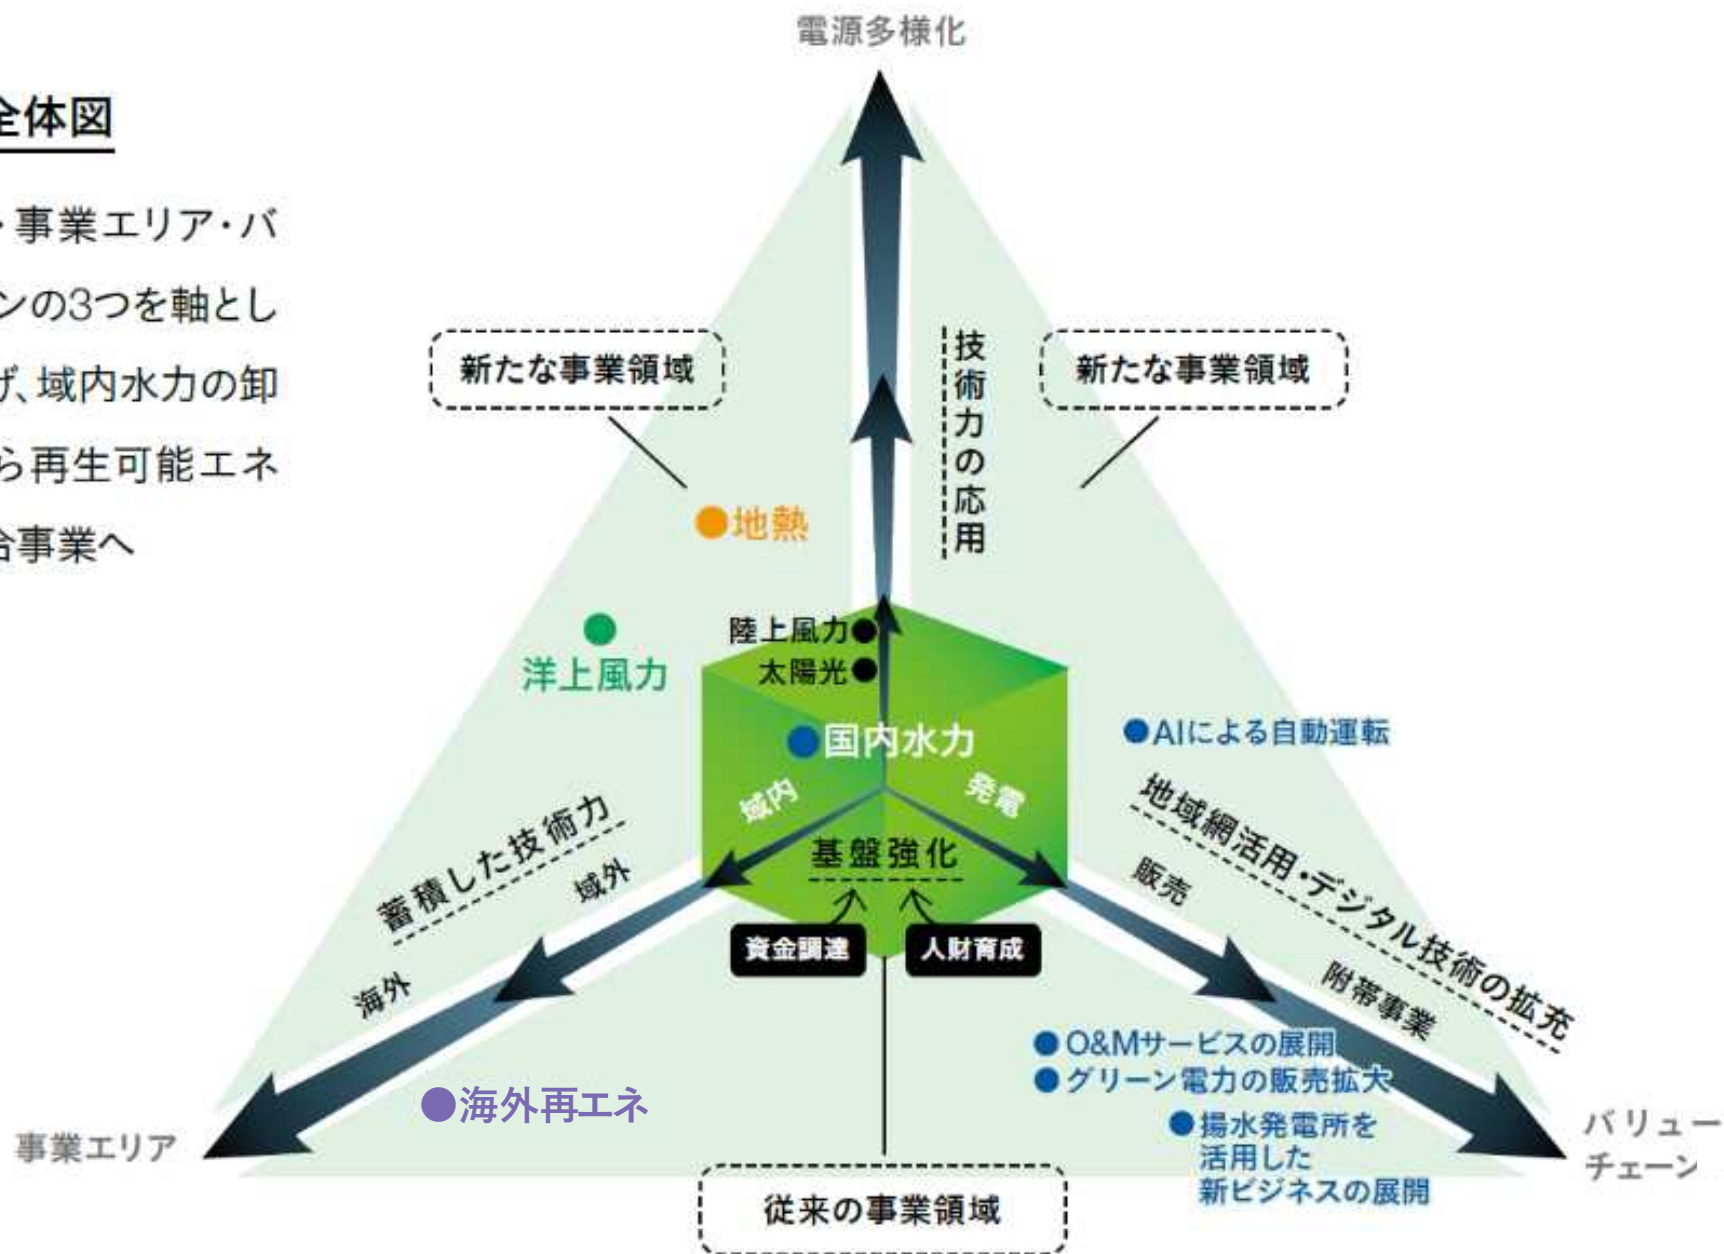 電源多様化
全体図
・事業エリア・バ
ンの3つを軸とし
げ、域内水力の卸
ら再生可能エネ
合事業へ
新たな事業領域
技術力の応用
新たな事業領域
●地熱
陸上風力●
太陽光●
●
洋上風力
●国内水力
●AIによる自動運転
域内
発電
基盤強化
蓄積した技術力
域外
海外
地域網活用・デジタル技術の拡充
販売
附帯事業
資金調達
人財育成
●O&Mサービスの展開
●グリーン電力の販売拡大
●揚水発電所を
活用した
新ビジネスの展開
●海外再エネ
事業エリア
バリュー
チェーン
従来の事業領域